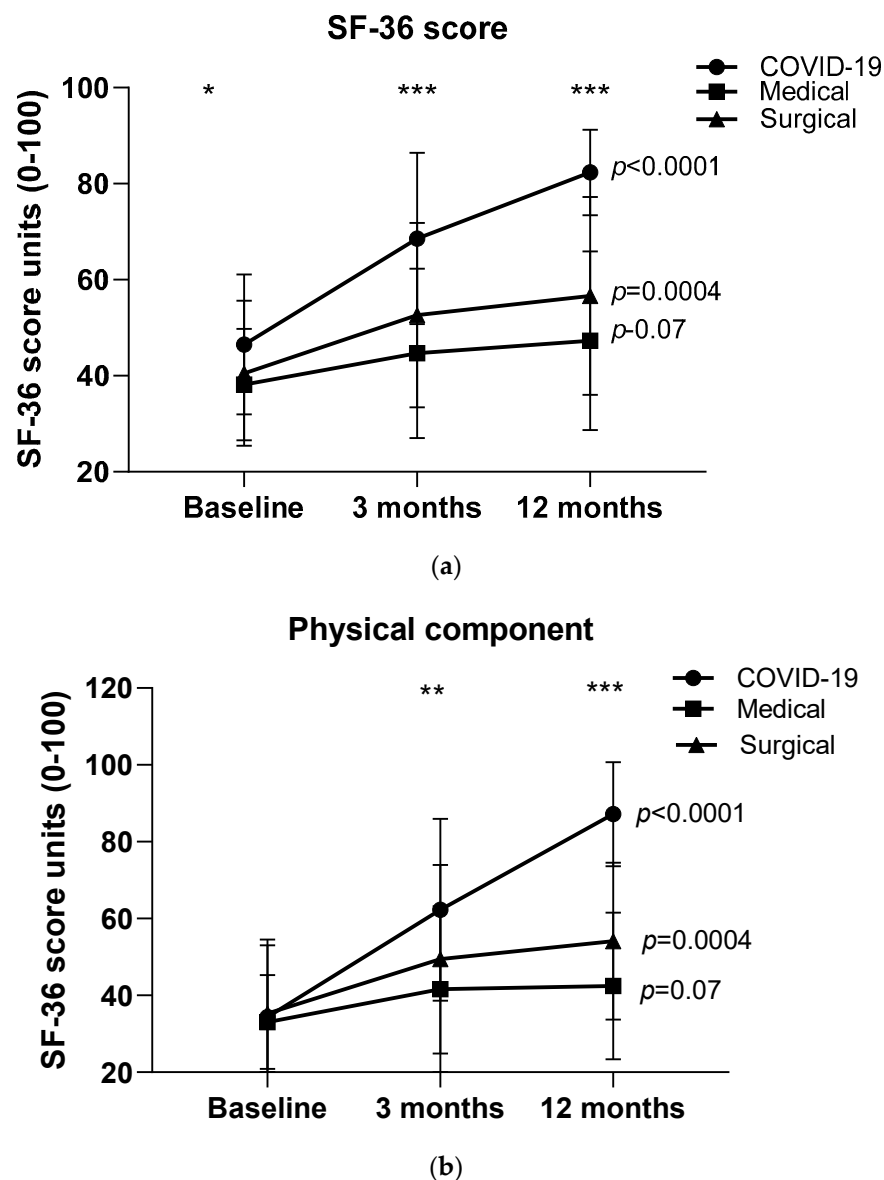 SF-36 score
SF-36 score units (0-100)
100
80
60
40
20
*
***
***
COVID-19
Medical
Surgical
p<0.0001
p=0.0004
p-0.07
Baseline
3 months
12 months
(a)
Physical component
SF-36 score units (0-100)
120
100
80
60
40
20
**
***
COVID-19
Medical
Surgical
p<0.0001
p=0.0004
p=0.07
Baseline
3 months
12 months
(b)